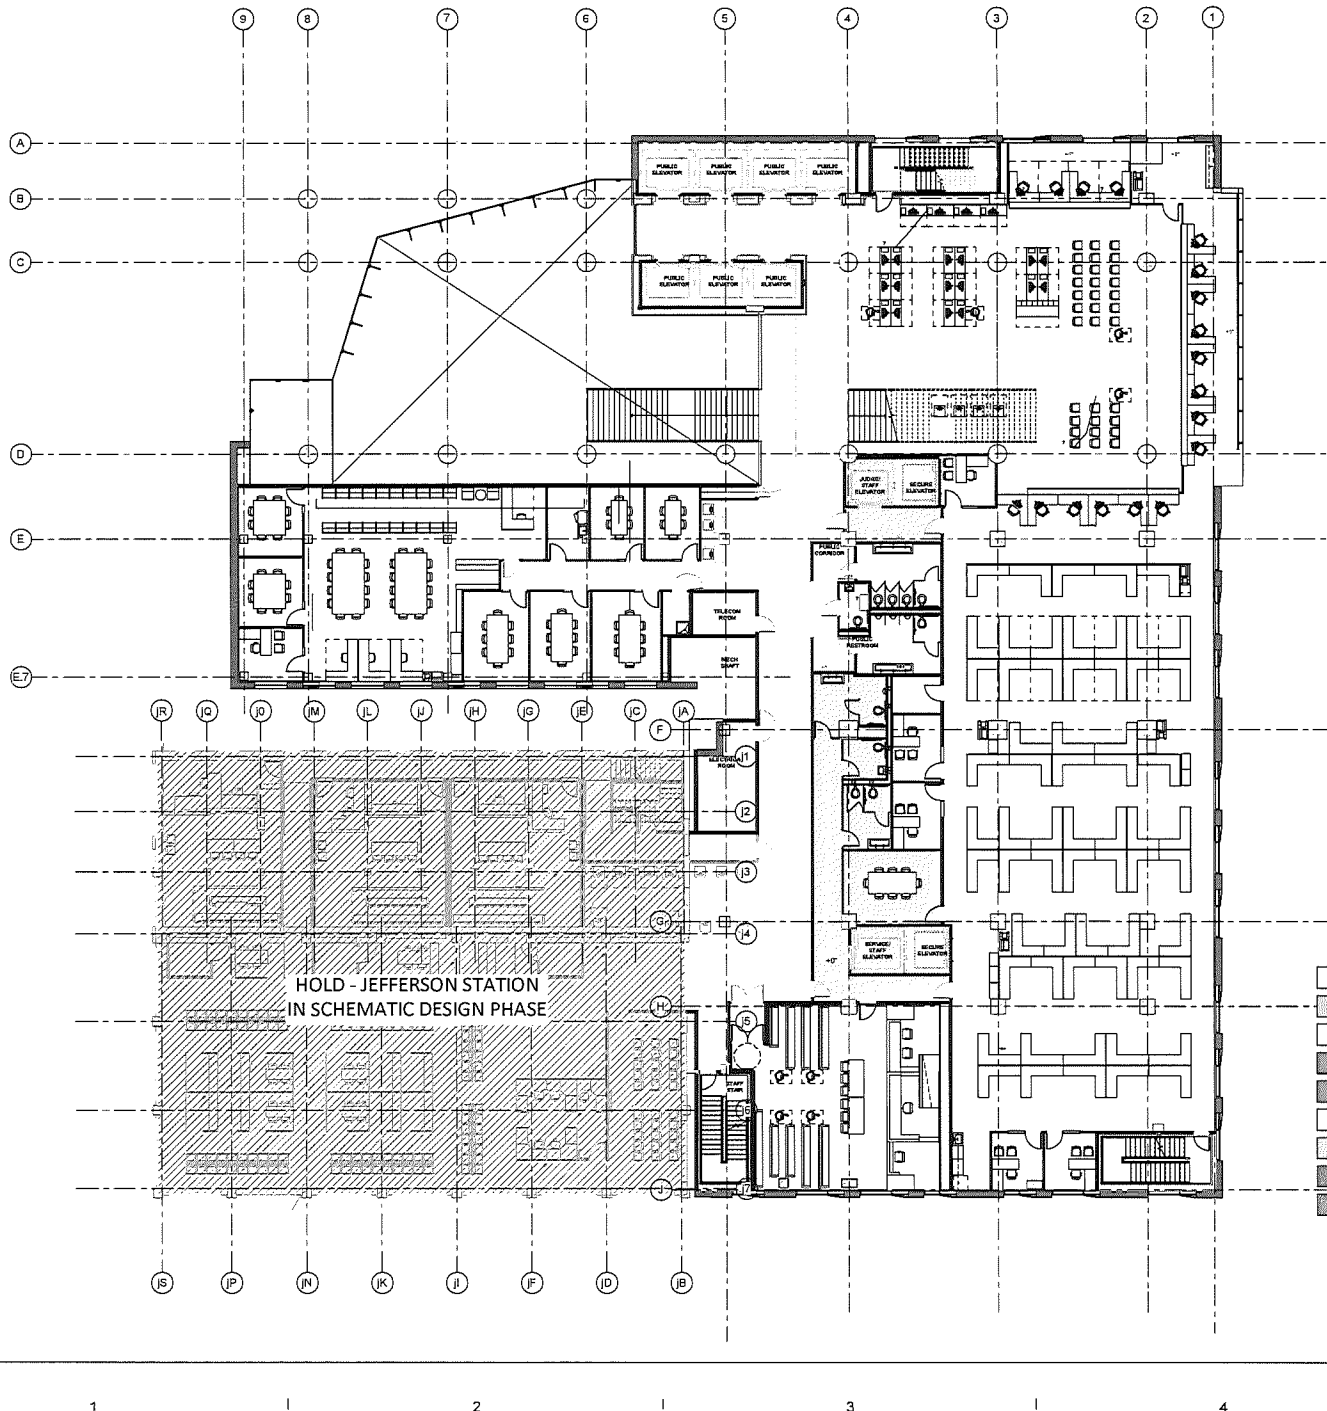 9 8 7 6 5 4 3 2 1
A
PUBLIC ELEVATOR
PUBLIC ELEVATOR
PUBLIC ELEVATOR
PUBLIC ELEVATOR
B
C
PUBLIC ELEVATOR
PUBLIC ELEVATOR
PUBLIC ELEVATOR
D
JUDGE/
STAFF
ELEVATOR
SECURE
ELEVATOR
E
PUBLIC
CORRIDOR
TELECOM
ROOM
PUBLIC
RESTROOM
MECH
SHAFT
E.7
jR jQ jO jM jL jJ jH jG jE jC jA
F
j1
ROOM
j2
j3
G
j4
SERVICE/
STAFF
ELEVATOR
SECURE
ELEVATOR
+0"
HOLD - JEFFERSON STATION
IN SCHEMATIC DESIGN PHASE
H
j5
STAFF
STAIR
J
jS jP jN jK jI jF jD jB
1 2 3 4